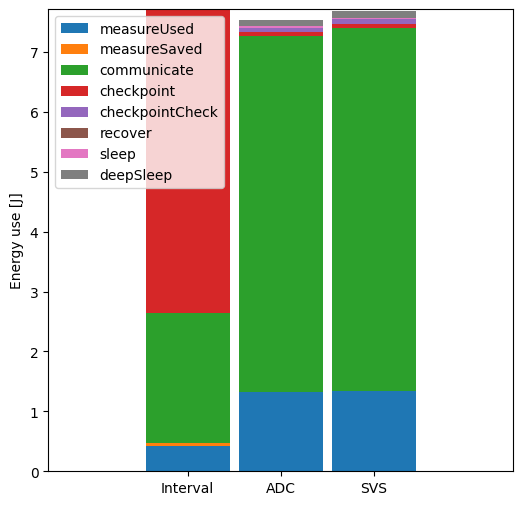 measureUsed
measureSaved
communicate
checkpoint
checkpointCheck
recover
sleep
deepSleep
Energy use [J]
7
6
5
4
3
2
1
0
Interval ADC SVS